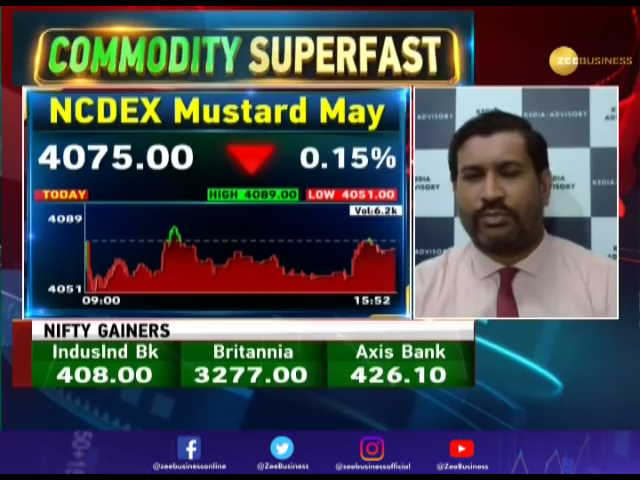 COMMODITY SUPERFAST
ZEEBUSINESS
NCDEX Mustard May
4075.00 0.15%
TODAY HIGH 4089.00 LOW 4051.00
Vol:6.2k
4089
4051
09:00 15:52
ADVISORY
KEDIA ADVISORY
NIFTY GAINERS
IndusInd Bk Britannia Axis Bank
408.00 3277.00 426.10
@zeebusinessonline @ZeeBusiness @zeebusinessofficial @ZeeBusiness